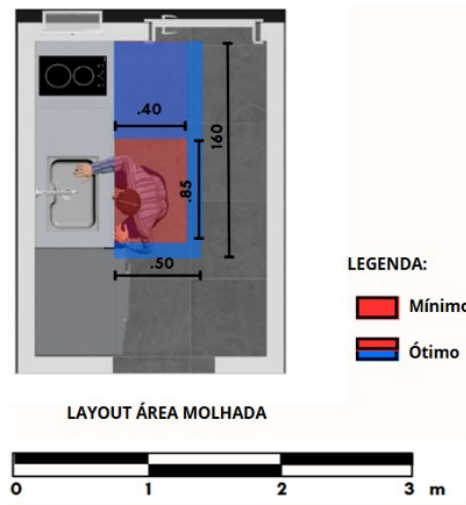 .40
160
.85
.50
LEGENDA:
Mínimo
Ótimo
LAYOUT ÁREA MOLHADA
0 1 2 3 m